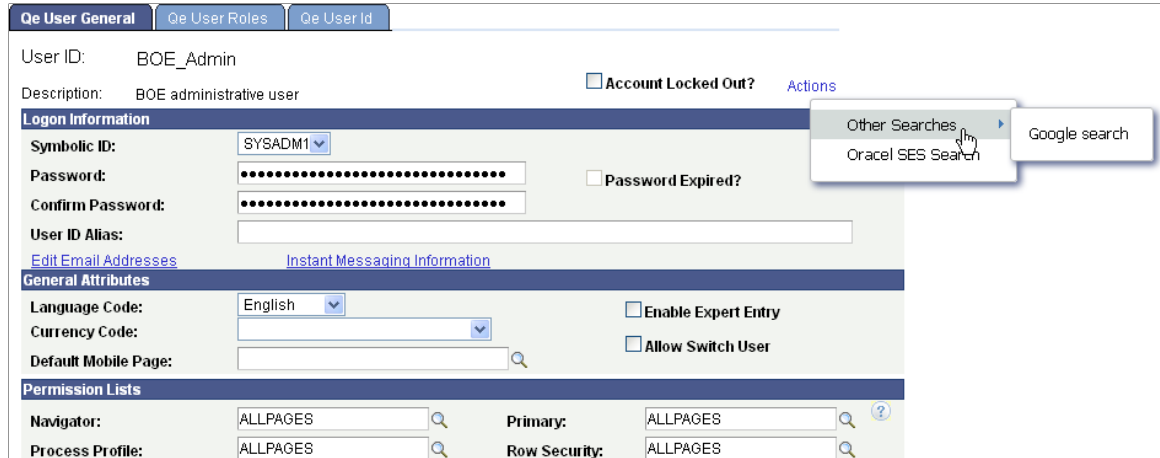 Qe User General Qe User Roles Qe User Id
User ID: BOE_Admin
Account Locked Out? Actions
Description: BOE administrative user
Logon Information
Other Searches Google search
Symbolic ID: SYSADM1
Oracel SES Search
Password: •••••••••••••••••••••••••••••••• Password Expired?
Confirm Password: ••••••••••••••••••••••••••••••••
User ID Alias:
Edit Email Addresses Instant Messaging Information
General Attributes
Language Code: English Enable Expert Entry
Currency Code:
Allow Switch User
Default Mobile Page:
Permission Lists
Navigator: ALLPAGES Primary: ALLPAGES ?
Process Profile: ALLPAGES Row Security: ALLPAGES